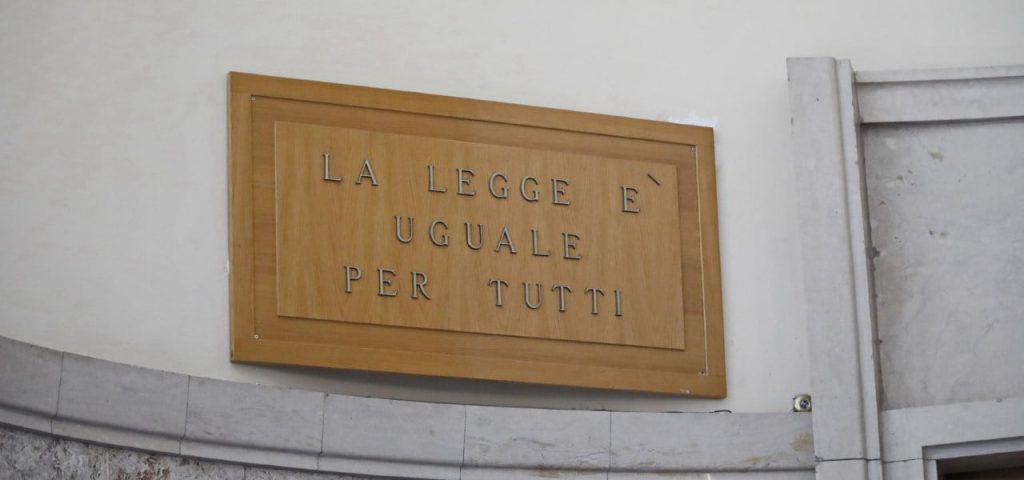 LA LEGGE E`
UGUALE
PER TUTTI